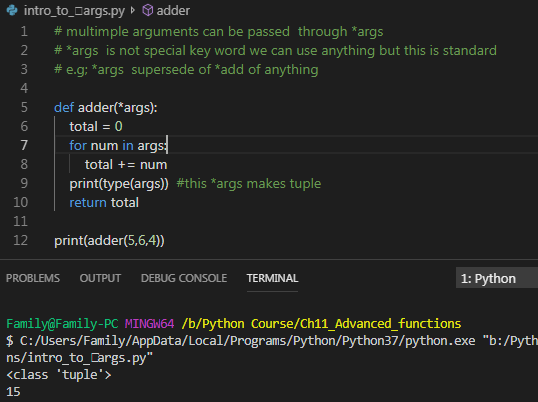 intro_to_□args.py > adder
1 # multimple arguments can be passed through *args
2 # *args is not special key word we can use anything but this is standard
3 # e.g; *args supersede of *add of anything
4
5 def adder(*args):
6 total = 0
7 for num in args:
8 total += num
9 print(type(args)) #this *args makes tuple
10 return total
11
12 print(adder(5,6,4))
PROBLEMS OUTPUT DEBUG CONSOLE TERMINAL 1: Python
Family@Family-PC MINGW64 /b/Python Course/Ch11_Advanced_functions
$ C:/Users/Family/AppData/Local/Programs/Python/Python37/python.exe "b:/Pyth
ns/intro_to_□args.py"
<class 'tuple'>
15